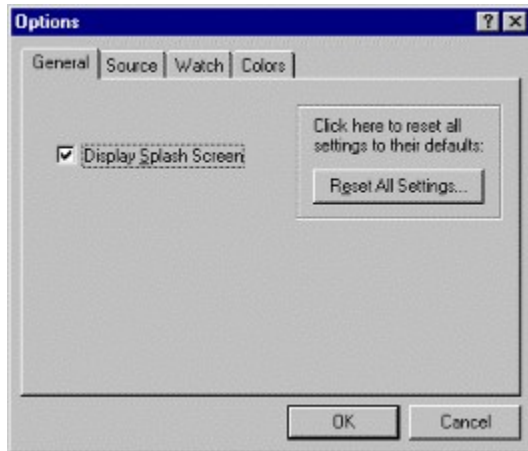 Options
General Source Watch Colors
Display Splash Screen
Click here to reset all
settings to their defaults:
Reset All Settings...
OK Cancel